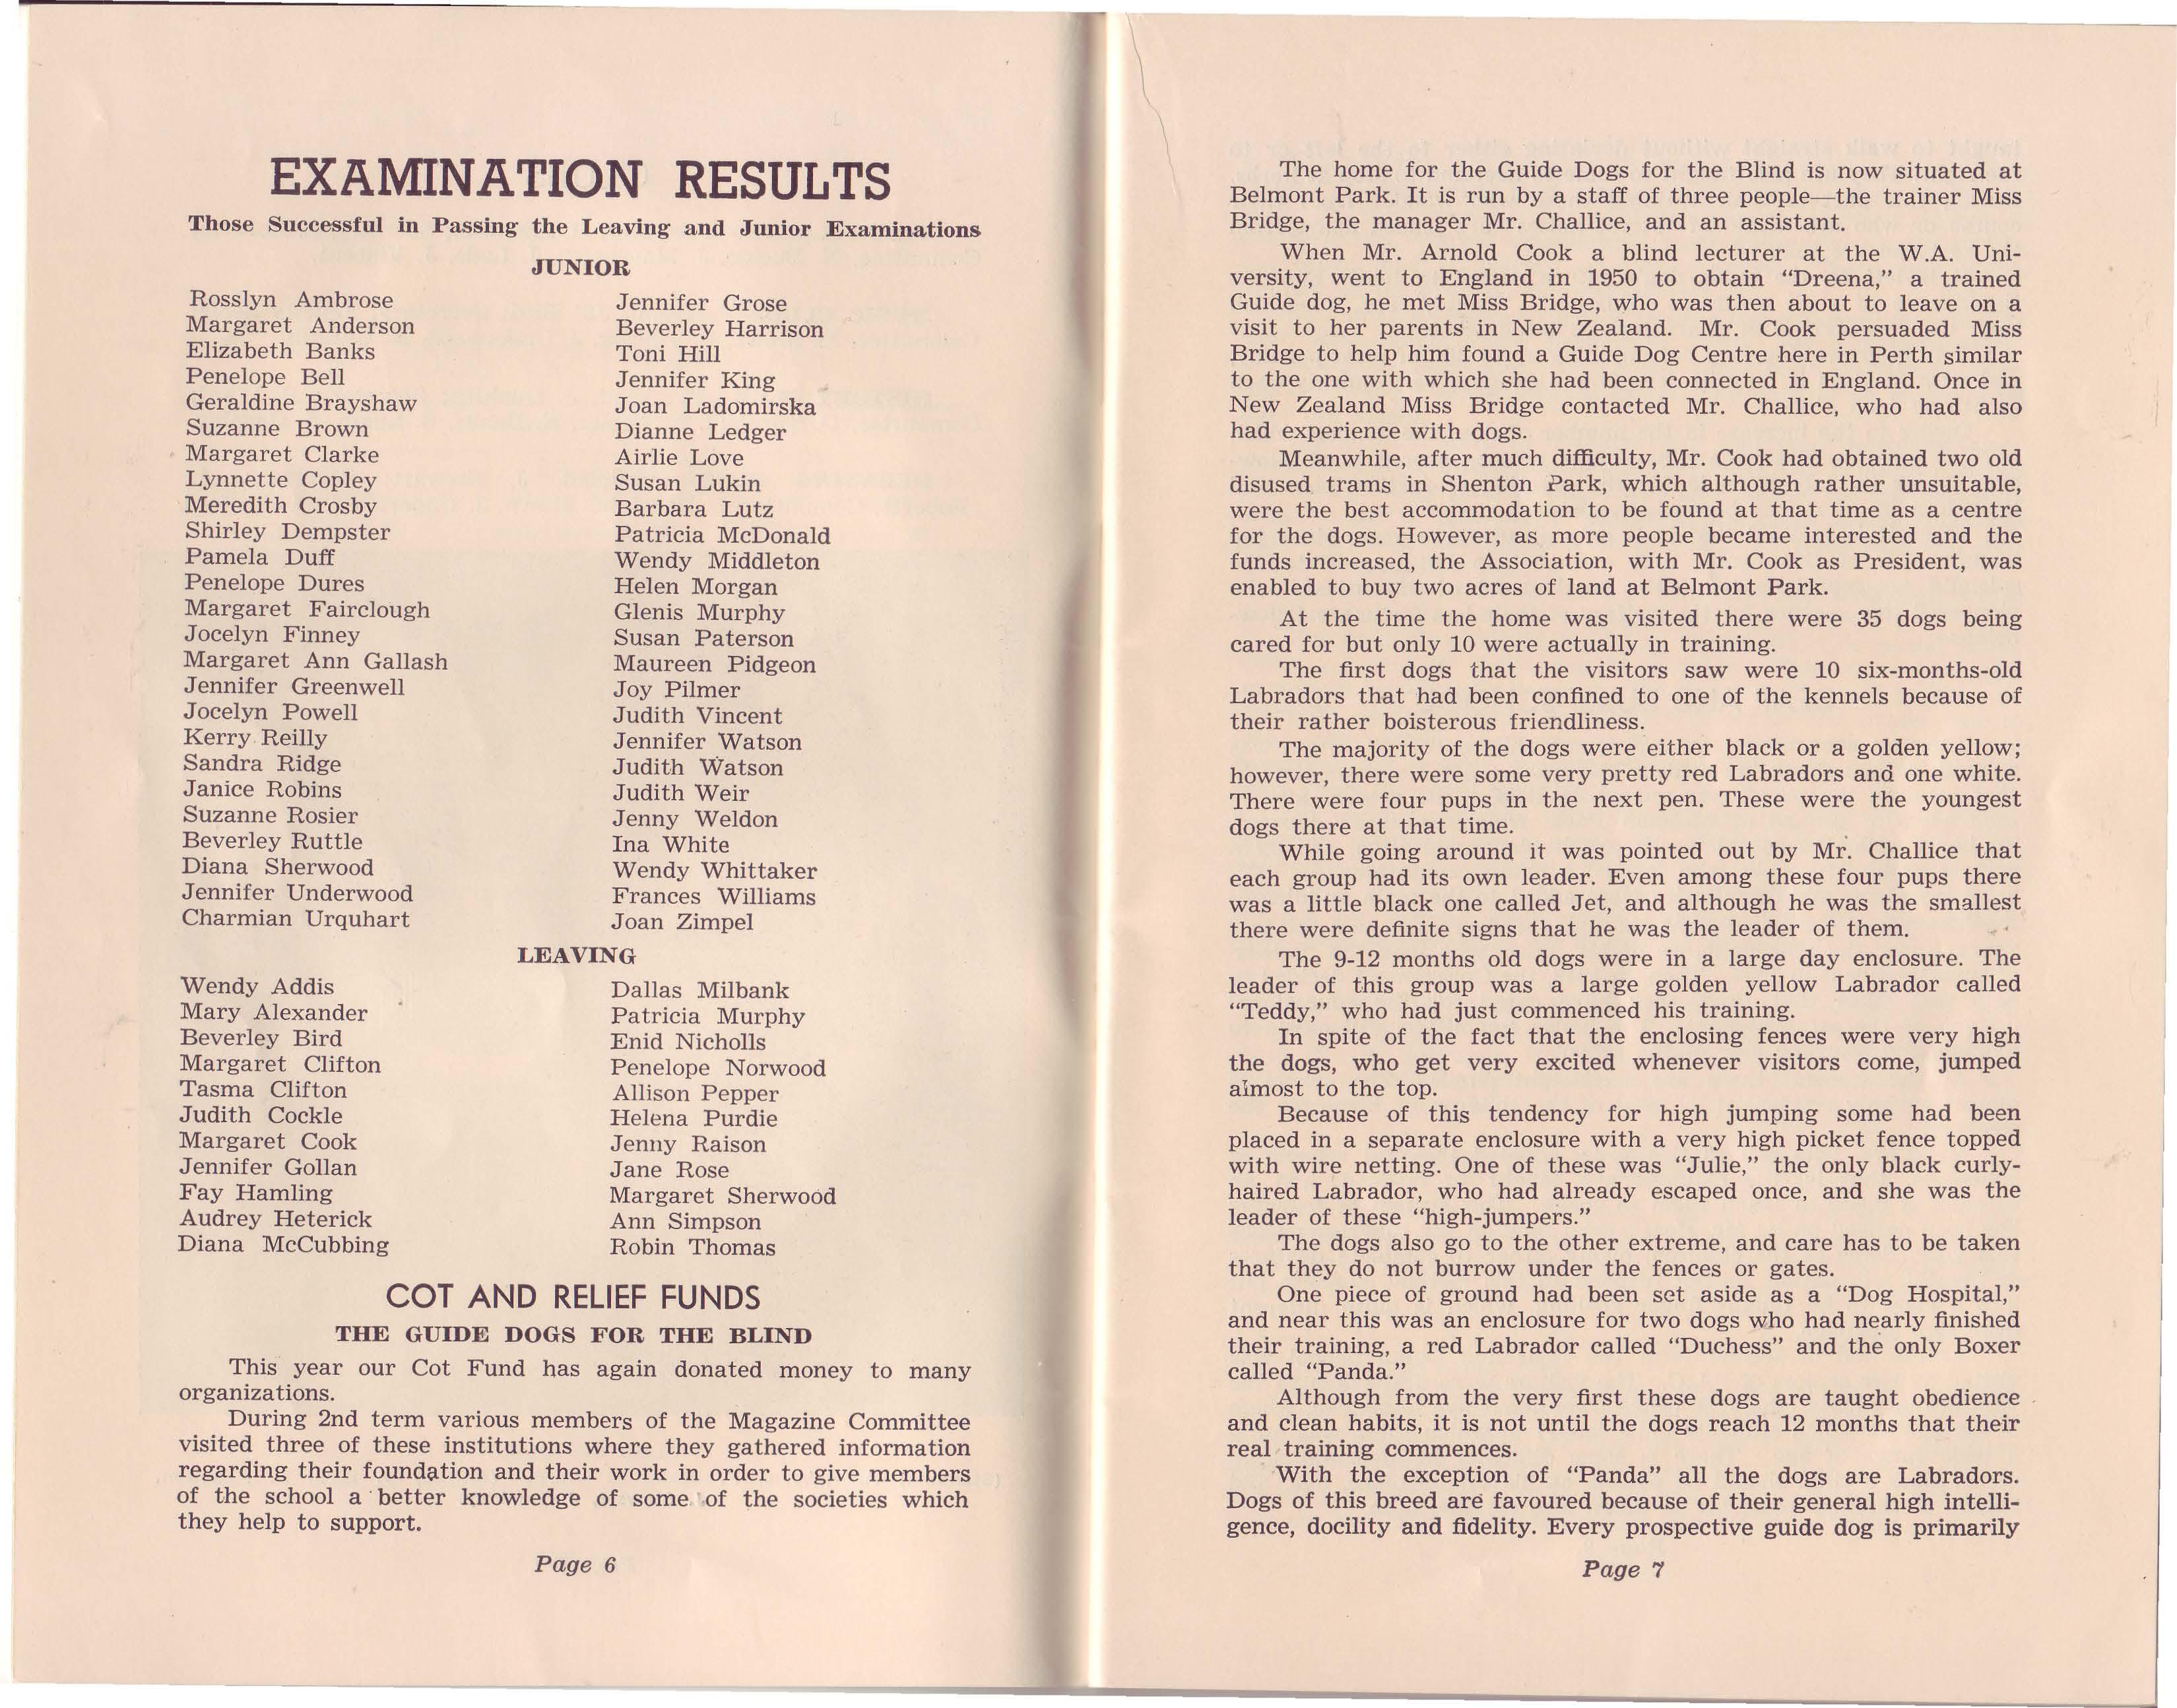 EXAMINATION RESULTS
Those Successful in Passing the Leaving and Junior Examinations
JUNIOR
Rosslyn Ambrose
Margaret Anderson
Elizabeth Banks
Penelope Bell
Geraldine Brayshaw
Suzanne Brown
Margaret Clarke
Lynnette Copley
Meredith Crosby
Shirley Dempster
Pamela Duff
Penelope Dures
Margaret Fairclough
Jocelyn Finney
Margaret Ann Gallash
Jennifer Greenwell
Jocelyn Powell
Kerry Reilly
Sandra Ridge
Janice Robins
Suzanne Rosier
Beverley Ruttle
Diana Sherwood
Jennifer Underwood
Charmian Urquhart
Jennifer Grose
Beverley Harrison
Toni Hill
Jennifer King
Joan Ladomirska
Dianne Ledger
Airlie Love
Susan Lukin
Barbara Lutz
Patricia McDonald
Wendy Middleton
Helen Morgan
Glenis Murphy
Susan Paterson
Maureen Pidgeon
Joy Pilmer
Judith Vincent
Jennifer Watson
Judith Watson
Judith Weir
Jenny Weldon
Ina White
Wendy Whittaker
Frances Williams
Joan Zimpel
LEAVING
Wendy Addis
Mary Alexander
Beverley Bird
Margaret Clifton
Tasma Clifton
Judith Cockle
Margaret Cook
Jennifer Gollan
Fay Hamling
Audrey Heterick
Diana McCubbing
Dallas Milbank
Patricia Murphy
Enid Nicholls
Penelope Norwood
Allison Pepper
Helena Purdie
Jenny Raison
Jane Rose
Margaret Sherwood
Ann Simpson
Robin Thomas
COT AND RELIEF FUNDS
THE GUIDE DOGS FOR THE BLIND
This year our Cot Fund has again donated money to many
organizations.
During 2nd term various members of the Magazine Committee
visited three of these institutions where they gathered information
regarding their foundation and their work in order to give members
of the school a better knowledge of some of the societies which
they help to support.
Page 6
The home for the Guide Dogs for the Blind is now situated at
Belmont Park. It is run by a staff of three people—the trainer Miss
Bridge, the manager Mr. Challice, and an assistant.
When Mr. Arnold Cook a blind lecturer at the W.A. Uni-
versity, went to England in 1950 to obtain "Dreena," a trained
Guide dog, he met Miss Bridge, who was then about to leave on a
visit to her parents in New Zealand. Mr. Cook persuaded Miss
Bridge to help him found a Guide Dog Centre here in Perth similar
to the one with which she had been connected in England. Once in
New Zealand Miss Bridge contacted Mr. Challice, who had also
had experience with dogs.
Meanwhile, after much difficulty, Mr. Cook had obtained two old
disused trams in Shenton Park, which although rather unsuitable,
were the best accommodation to be found at that time as a centre
for the dogs. However, as more people became interested and the
funds increased, the Association, with Mr. Cook as President, was
enabled to buy two acres of land at Belmont Park.
At the time the home was visited there were 35 dogs being
cared for but only 10 were actually in training.
The first dogs that the visitors saw were 10 six-months-old
Labradors that had been confined to one of the kennels because of
their rather boisterous friendliness.
The majority of the dogs were either black or a golden yellow;
however, there were some very pretty red Labradors and one white.
There were four pups in the next pen. These were the youngest
dogs there at that time.
While going around it was pointed out by Mr. Challice that
each group had its own leader. Even among these four pups there
was a little black one called Jet, and although he was the smallest
there were definite signs that he was the leader of them.
The 9-12 months old dogs were in a large day enclosure. The
leader of this group was a large golden yellow Labrador called
"Teddy," who had just commenced his training.
In spite of the fact that the enclosing fences were very high
the dogs, who get very excited whenever visitors come, jumped
almost to the top.
Because of this tendency for high jumping some had been
placed in a separate enclosure with a very high picket fence topped
with wire netting. One of these was "Julie," the only black curly-
haired Labrador, who had already escaped once, and she was the
leader of these "high-jumpers."
The dogs also go to the other extreme, and care has to be taken
that they do not burrow under the fences or gates.
One piece of ground had been set aside as a "Dog Hospital,"
and near this was an enclosure for two dogs who had nearly finished
their training, a red Labrador called "Duchess" and the only Boxer
called "Panda."
Although from the very first these dogs are taught obedience
and clean habits, it is not until the dogs reach 12 months that their
real training commences.
With the exception of "Panda" all the dogs are Labradors.
Dogs of this breed are favoured because of their general high intelli-
gence, docility and fidelity. Every prospective guide dog is primarily
Page 7